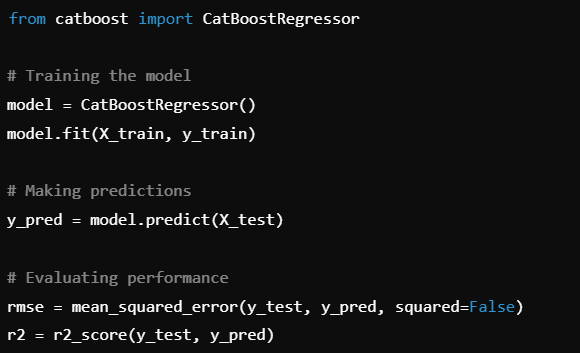 from catboost import CatBoostRegressor
# Training the model
model = CatBoostRegressor()
model.fit(X_train, y_train)
# Making predictions
y_pred = model.predict(X_test)
# Evaluating performance
rmse = mean_squared_error(y_test, y_pred, squared=False)
r2 = r2_score(y_test, y_pred)